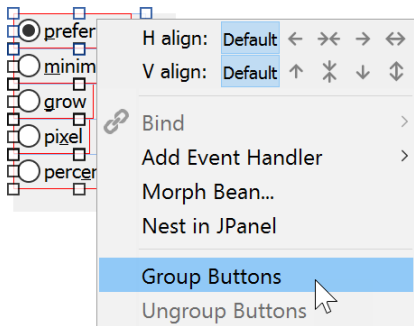 prefer
minim
grow
pixel
percen
H align: Default
V align: Default
Bind
Add Event Handler
Morph Bean...
Nest in JPanel
Group Buttons
Ungroup Buttons